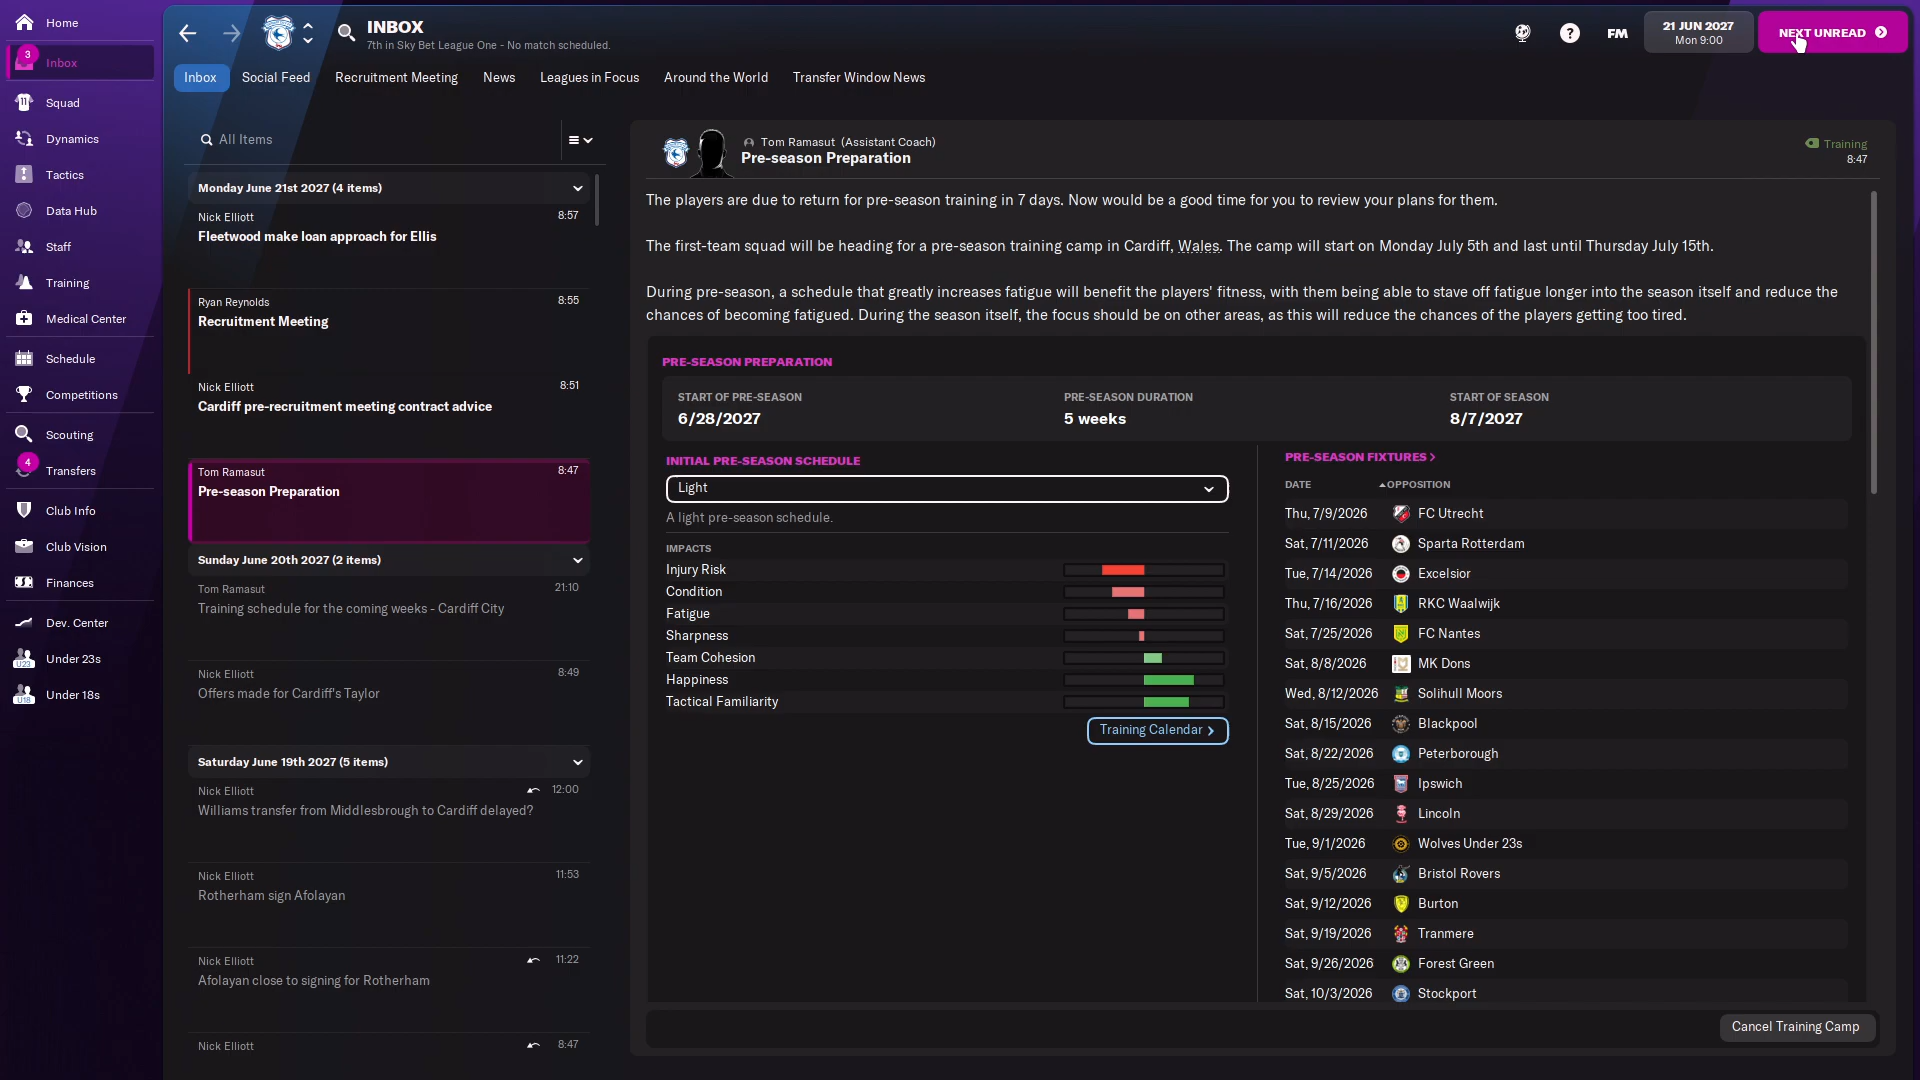 Home
INBOX
7th in Sky Bet League One - No match scheduled.
?
FM
21 JUN 2027
Mon 9:00
NEXT UNREAD
3
Inbox
Squad
Dynamics
Tactics
Data Hub
Staff
Training
Medical Center
Schedule
Competitions
Scouting
4
Transfers
Club Info
Club Vision
Finances
Dev. Center
U23
Under 23s
U18
Under 18s
Inbox
Social Feed
Recruitment Meeting
News
Leagues in Focus
Around the World
Transfer Window News
All Items
Monday June 21st 2027 (4 items)
Nick Elliott
8:57
Fleetwood make loan approach for Ellis
Ryan Reynolds
8:55
Recruitment Meeting
Nick Elliott
8:51
Cardiff pre-recruitment meeting contract advice
Tom Ramasut
8:47
Pre-season Preparation
Sunday June 20th 2027 (2 items)
Tom Ramasut
21:10
Training schedule for the coming weeks - Cardiff City
Nick Elliott
8:49
Offers made for Cardiff's Taylor
Saturday June 19th 2027 (5 items)
Nick Elliott
12:00
Williams transfer from Middlesbrough to Cardiff delayed?
Nick Elliott
11:53
Rotherham sign Afolayan
Nick Elliott
11:22
Afolayan close to signing for Rotherham
Nick Elliott
8:47
Tom Ramasut (Assistant Coach)
Pre-season Preparation
Training
8:47
The players are due to return for pre-season training in 7 days. Now would be a good time for you to review your plans for them.
The first-team squad will be heading for a pre-season training camp in Cardiff, Wales. The camp will start on Monday July 5th and last until Thursday July 15th.
During pre-season, a schedule that greatly increases fatigue will benefit the players' fitness, with them being able to stave off fatigue longer into the season itself and reduce the
chances of becoming fatigued. During the season itself, the focus should be on other areas, as this will reduce the chances of the players getting too tired.
PRE-SEASON PREPARATION
START OF PRE-SEASON
6/28/2027
PRE-SEASON DURATION
5 weeks
START OF SEASON
8/7/2027
INITIAL PRE-SEASON SCHEDULE
Light
A light pre-season schedule.
IMPACTS
Injury Risk
Condition
Fatigue
Sharpness
Team Cohesion
Happiness
Tactical Familiarity
Training Calendar
PRE-SEASON FIXTURES
DATE
OPPOSITION
Thu, 7/9/2026 FC Utrecht
Sat, 7/11/2026 Sparta Rotterdam
Tue, 7/14/2026 Excelsior
Thu, 7/16/2026 RKC Waalwijk
Sat, 7/25/2026 FC Nantes
Sat, 8/8/2026 MK Dons
Wed, 8/12/2026 Solihull Moors
Sat, 8/15/2026 Blackpool
Sat, 8/22/2026 Peterborough
Tue, 8/25/2026 Ipswich
Sat, 8/29/2026 Lincoln
Tue, 9/1/2026 Wolves Under 23s
Sat, 9/5/2026 Bristol Rovers
Sat, 9/12/2026 Burton
Sat, 9/19/2026 Tranmere
Sat, 9/26/2026 Forest Green
Sat, 10/3/2026 Stockport
Cancel Training Camp